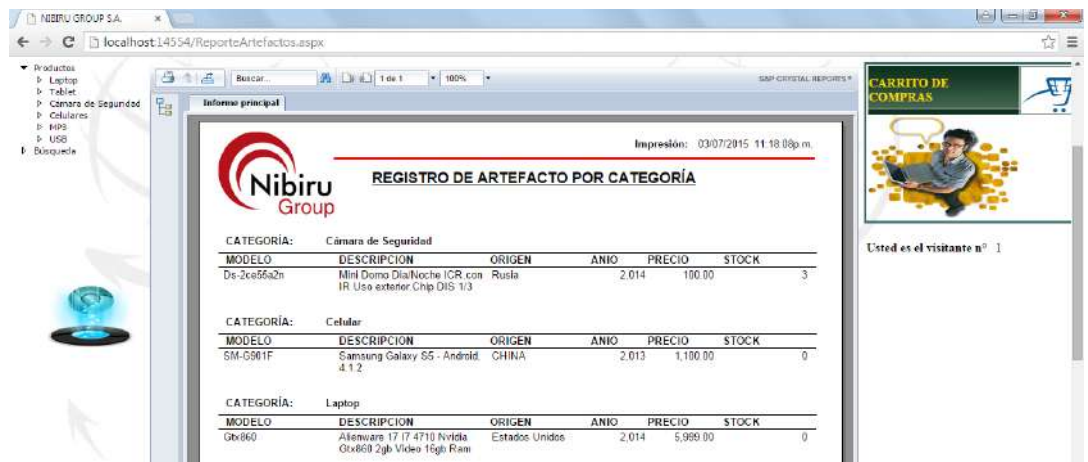 NIBIRU GROUP S.A.
localhost:14554/ReporteArtefactos.aspx
Productos
Laptop
Tablet
Cámara de Seguridad
Celulares
MP3
USB
Búsqueda
Buscar...
1 de 1
100%
SAP CRYSTAL REPORTS
Informe principal
Nibiru
Group
Impresión: 03/07/2015 11:18:08p.m.
REGISTRO DE ARTEFACTO POR CATEGORÍA
CATEGORÍA: Cámara de Seguridad
MODELO DESCRIPCION ORIGEN ANIO PRECIO STOCK
Ds-2ce55a2n Mini Domo Dia/Noche ICR.con Rusia 2,014 100.00 3
IR.Uso exterior.Chip DIS 1/3
CATEGORÍA: Celular
MODELO DESCRIPCION ORIGEN ANIO PRECIO STOCK
SM-G901F Samsung Galaxy S5 - Android. CHINA 2,013 1,100.00 0
4.1.2
CATEGORÍA: Laptop
MODELO DESCRIPCION ORIGEN ANIO PRECIO STOCK
Gtx860 Alienware 17 I7 4710 Nvidia Estados Unidos 2,014 5,999.00 0
Gtx860 2gb Video 16gb Ram
CARRITO DE
COMPRAS
Usted es el visitante nº 1